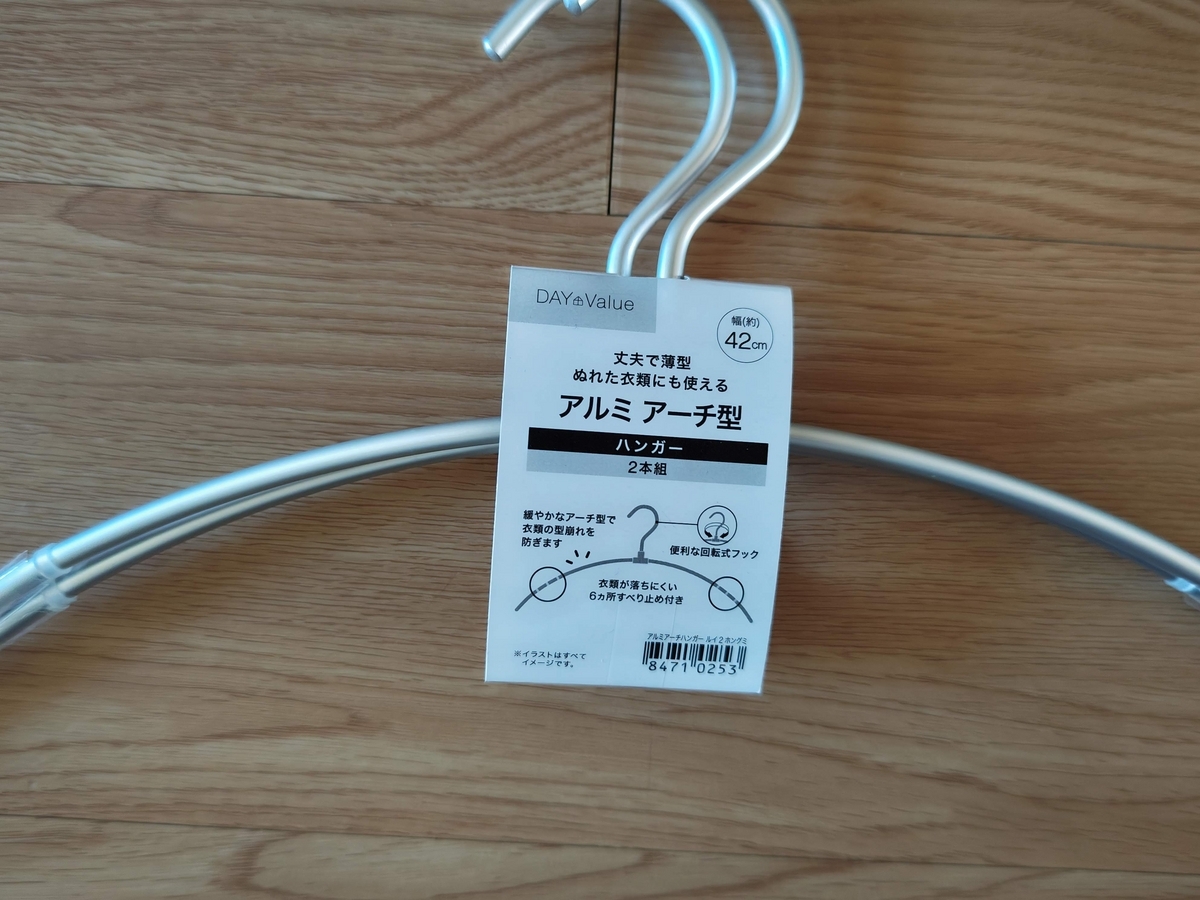 DAY Value
幅(約)
42cm
丈夫で薄型
ぬれた衣類にも使える
アルミ アーチ型
ハンガー
2本組
緩やかなアーチ型で
衣類の型崩れを
防ぎます
便利な回転式フック
衣類が落ちにくい
6ヵ所すべり止め付き
※イラストはすべて
イメージです。
アルミアーチハンガー ルイ2ホングミ
8471 0253